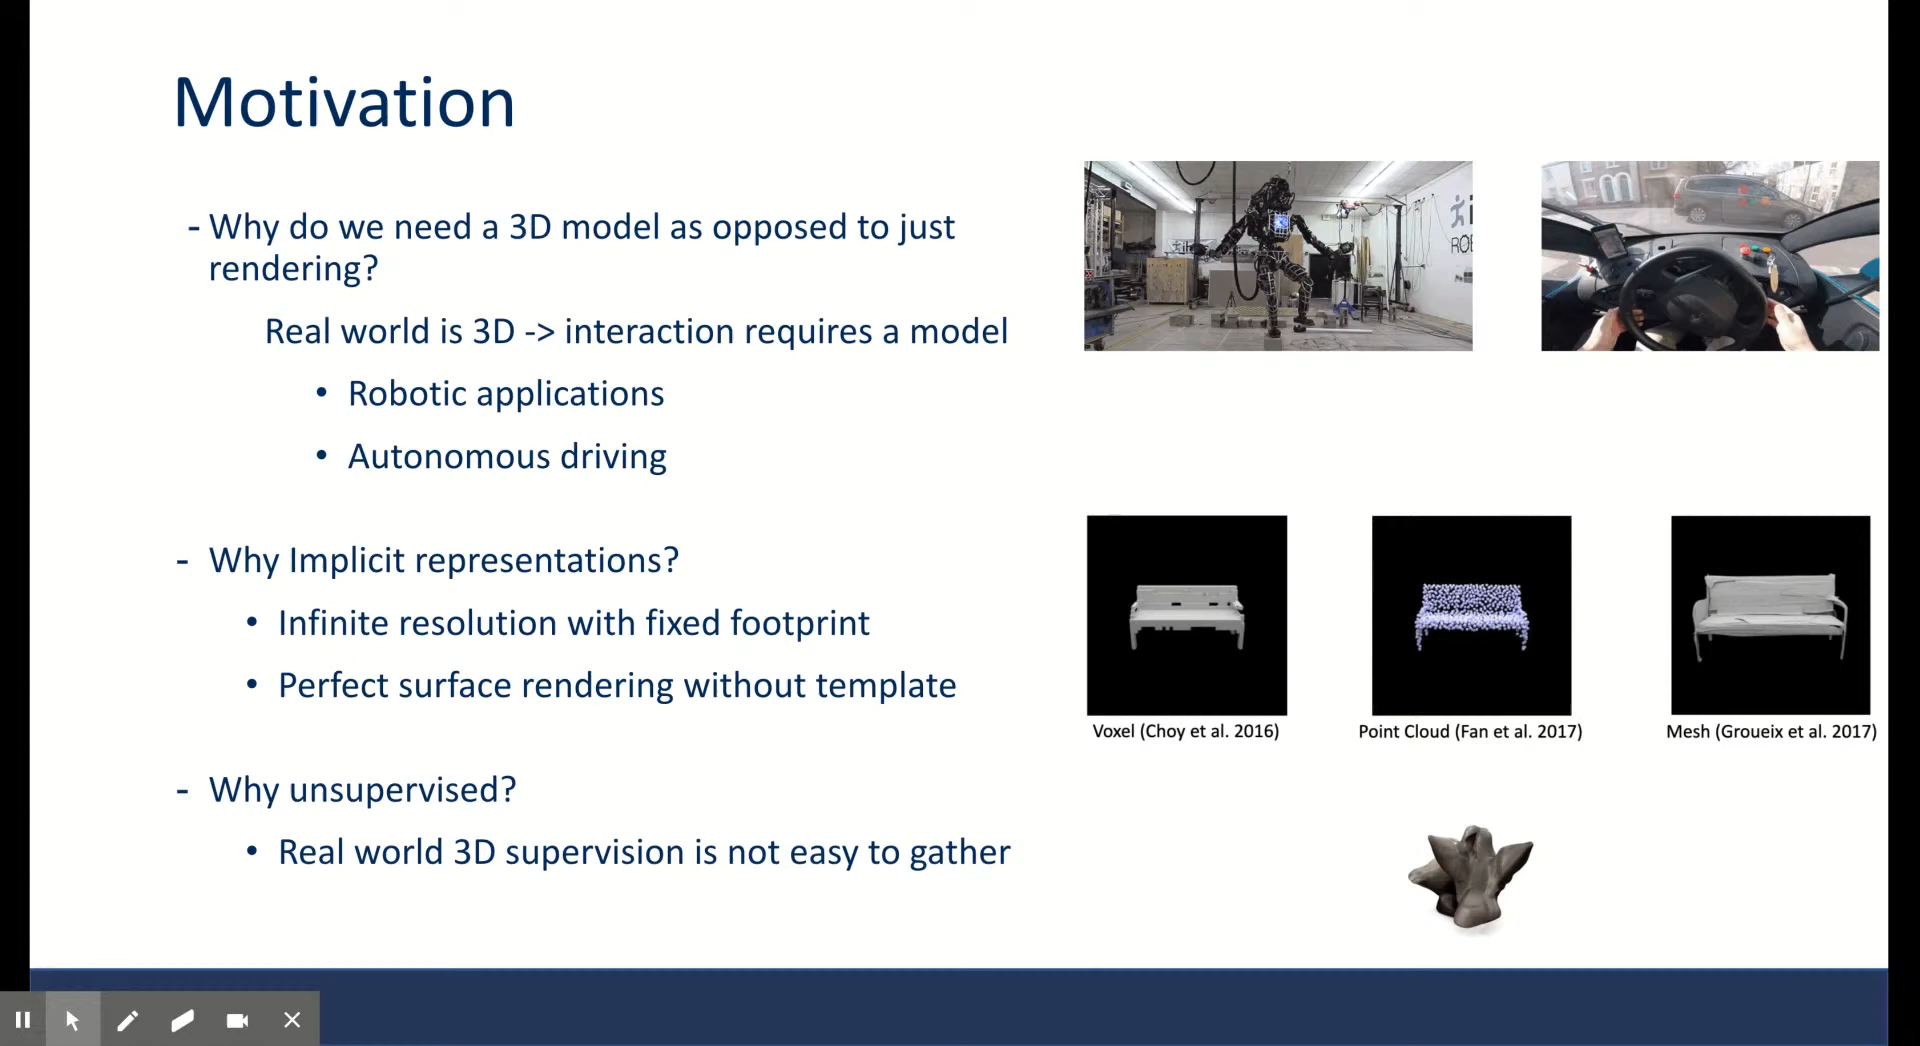 Motivation
- Why do we need a 3D model as opposed to just
rendering?
Real world is 3D -> interaction requires a model
• Robotic applications
• Autonomous driving
- Why Implicit representations?
• Infinite resolution with fixed footprint
• Perfect surface rendering without template
- Why unsupervised?
• Real world 3D supervision is not easy to gather
Voxel (Choy et al. 2016)
Point Cloud (Fan et al. 2017)
Mesh (Groueix et al. 2017)